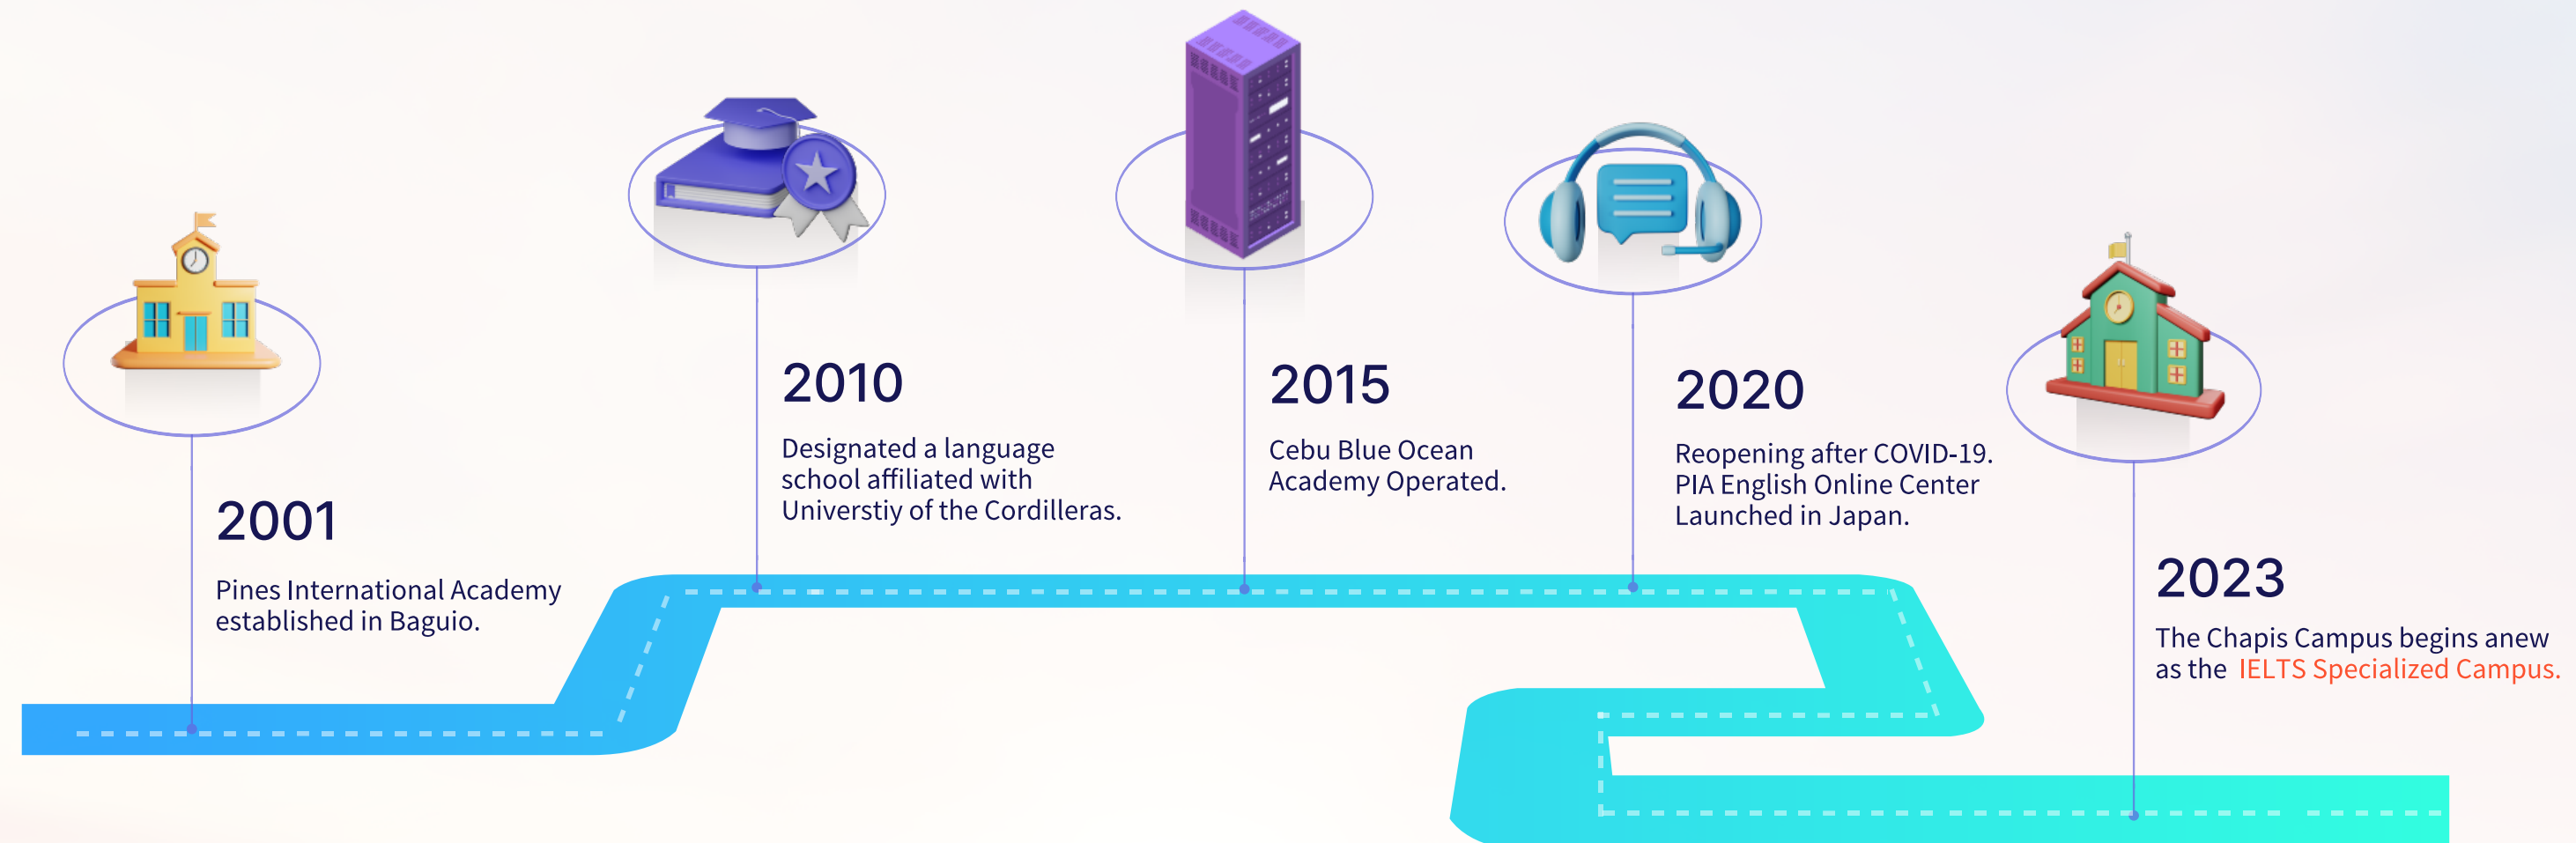 2001
Pines International Academy
established in Baguio.
2010
Designated a language
school affiliated with
Universtiy of the Cordilleras.
2015
Cebu Blue Ocean
Academy Operated.
2020
Reopening after COVID-19.
PIA English Online Center
Launched in Japan.
2023
The Chapis Campus begins anew
as the IELTS Specialized Campus.